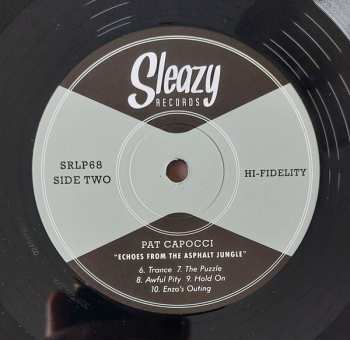 Sleazy
RECORDS
SRLP68
SIDE TWO
HI-FIDELITY
PAT CAPOCCI
"ECHOES FROM THE ASPHALT JUNGLE"
6. Trance 7. The Puzzle
8. Awful Pity 9. Hold On
10. Enzo's Outing